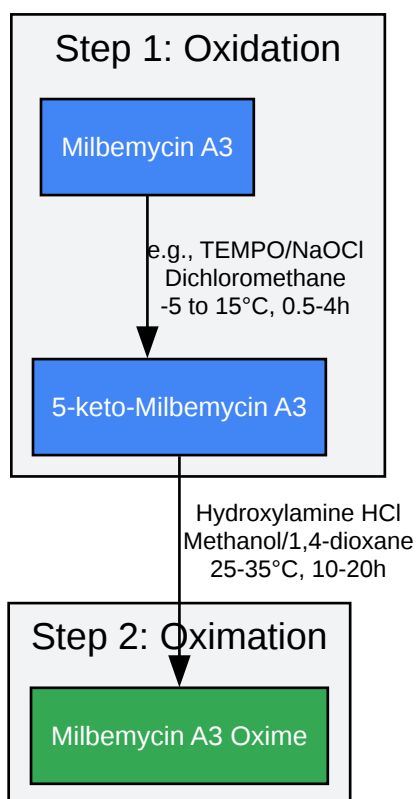 Step 1: Oxidation
Milbemycin A3
e.g., TEMPO/NaOCl
Dichloromethane
-5 to 15°C, 0.5-4h
5-keto-Milbemycin A3
Hydroxylamine HCl
Methanol/1,4-dioxane
25-35°C, 10-20h
Step 2: Oximation
Milbemycin A3 Oxime